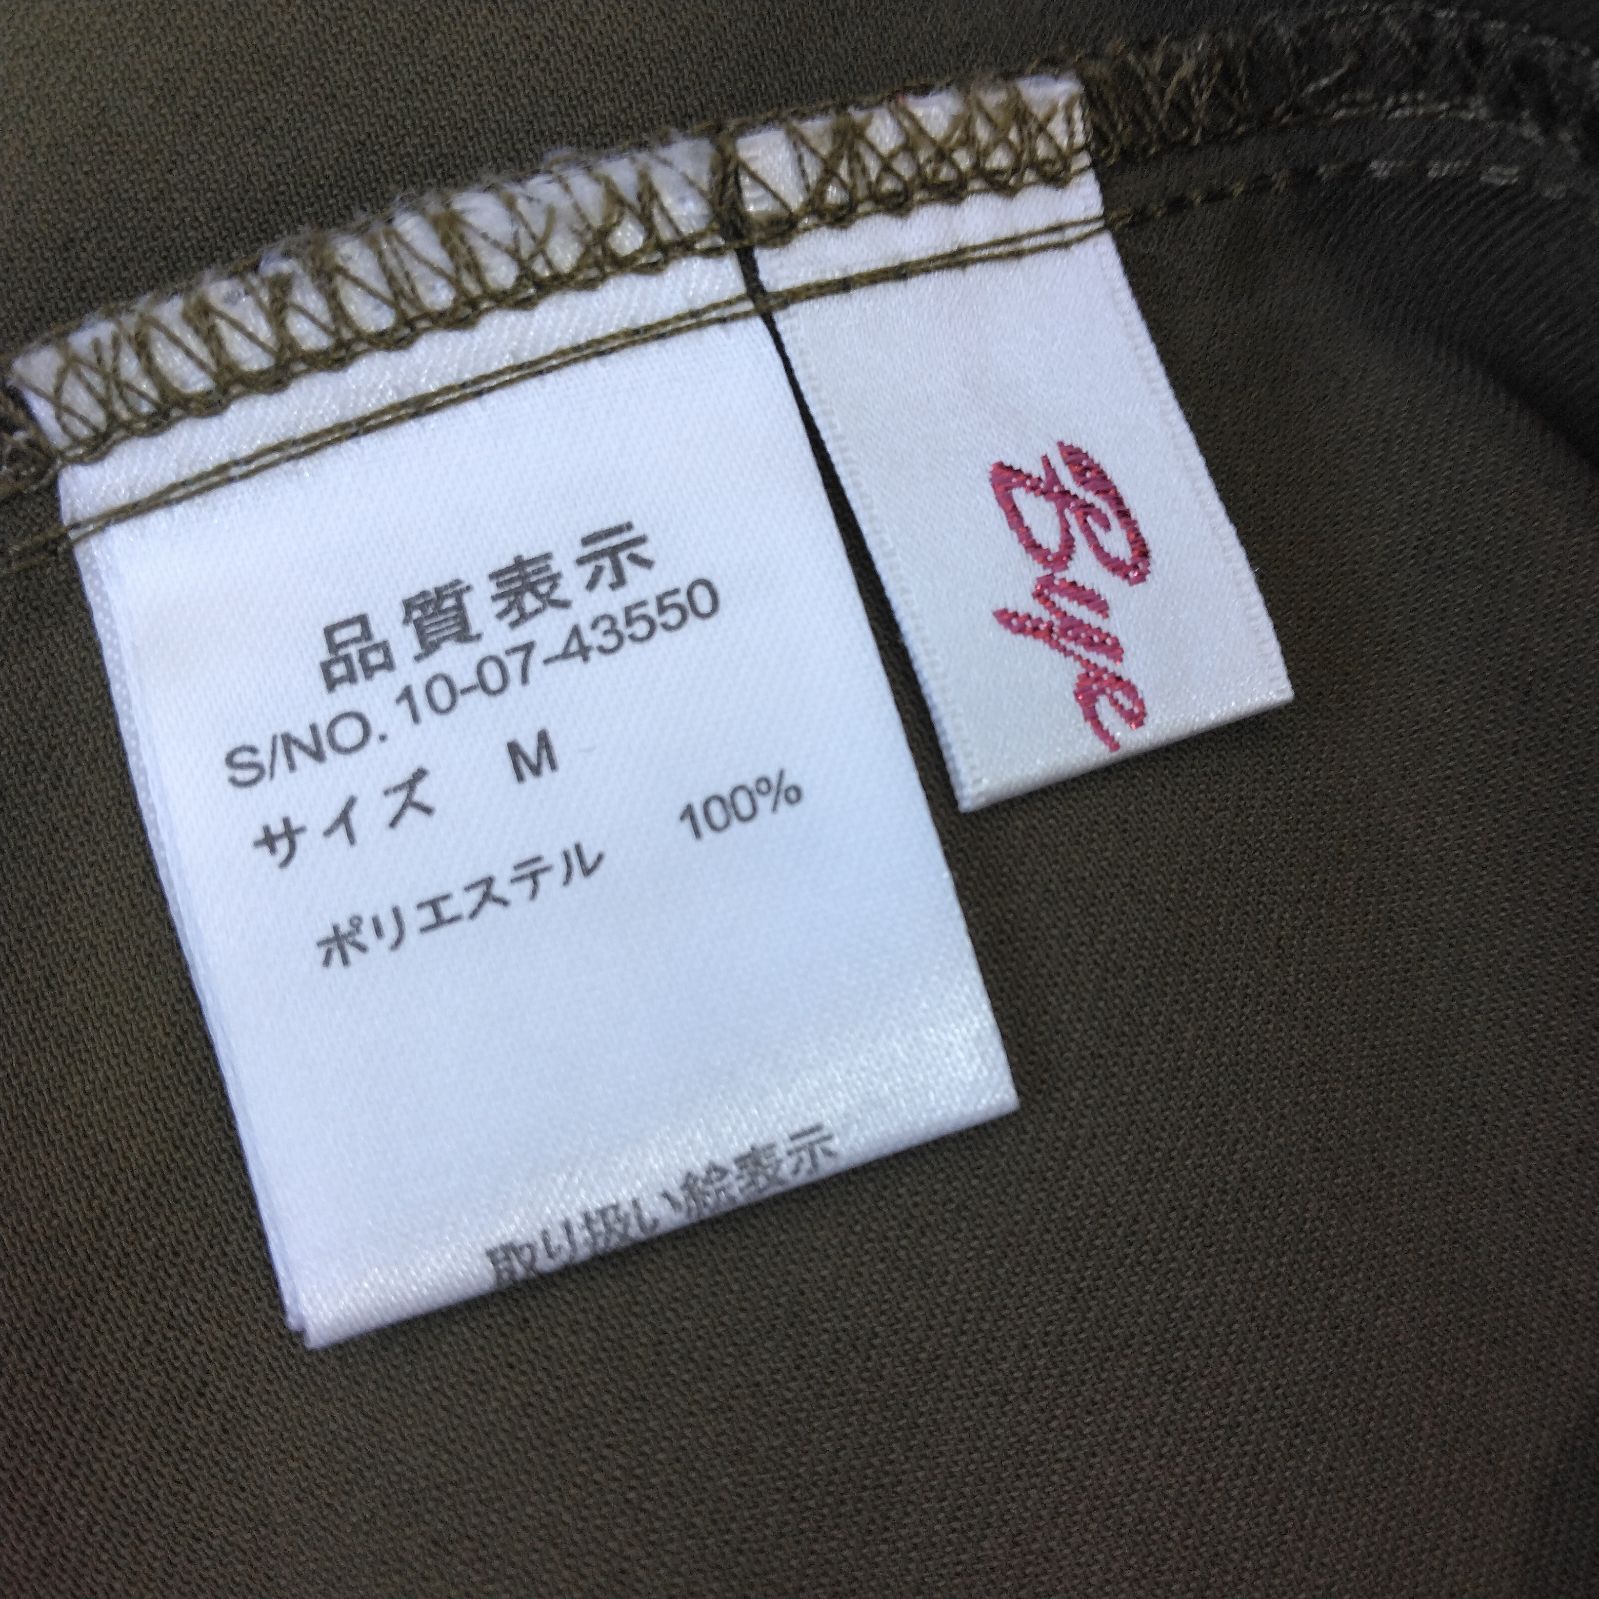 品質表示
S/NO. 10-07-43550
サイズ M
ポリエステル 100%
取り扱い絵表示